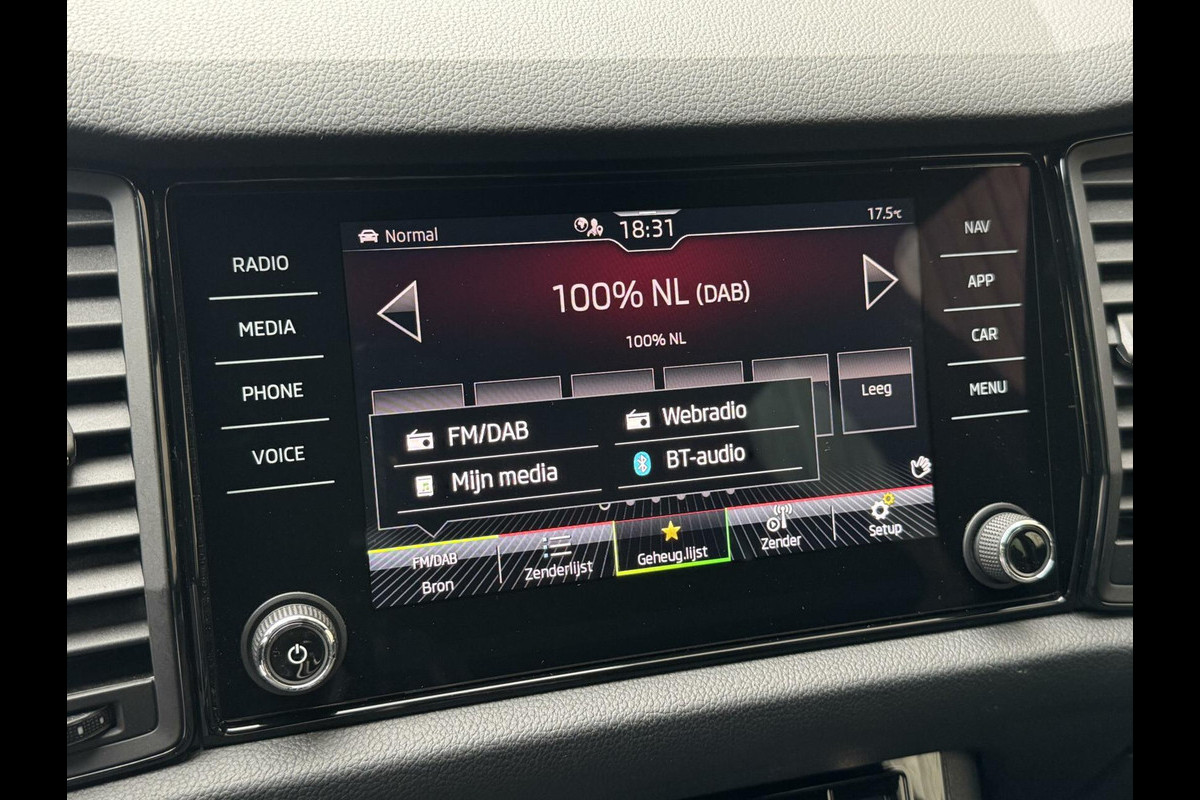 Normal
18:31
17.5°C
RADIO
MEDIA
PHONE
VOICE
NAV
APP
CAR
MENU
100% NL (DAB)
100% NL
Leeg
FM/DAB
Webradio
Mijn media
BT-audio
FM/DAB
Bron
Zenderlijst
Geheug.lijst
Zender
Setup